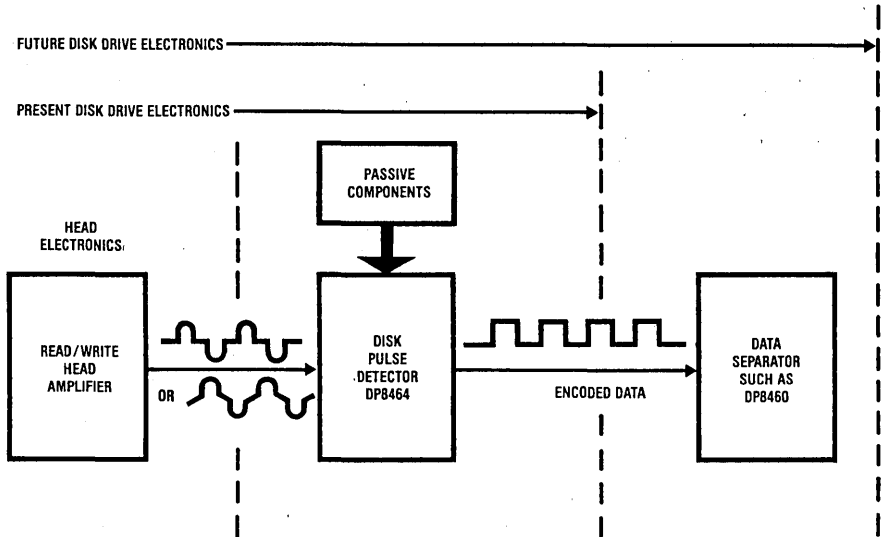 FUTURE DISK DRIVE ELECTRONICS
PRESENT DISK DRIVE ELECTRONICS
PASSIVE
COMPONENTS
HEAD
ELECTRONICS
READ/WRITE
HEAD
AMPLIFIER
OR
DISK
PULSE
DETECTOR
DP8464
ENCODED DATA
DATA
SEPARATOR
SUCH AS
DP8460